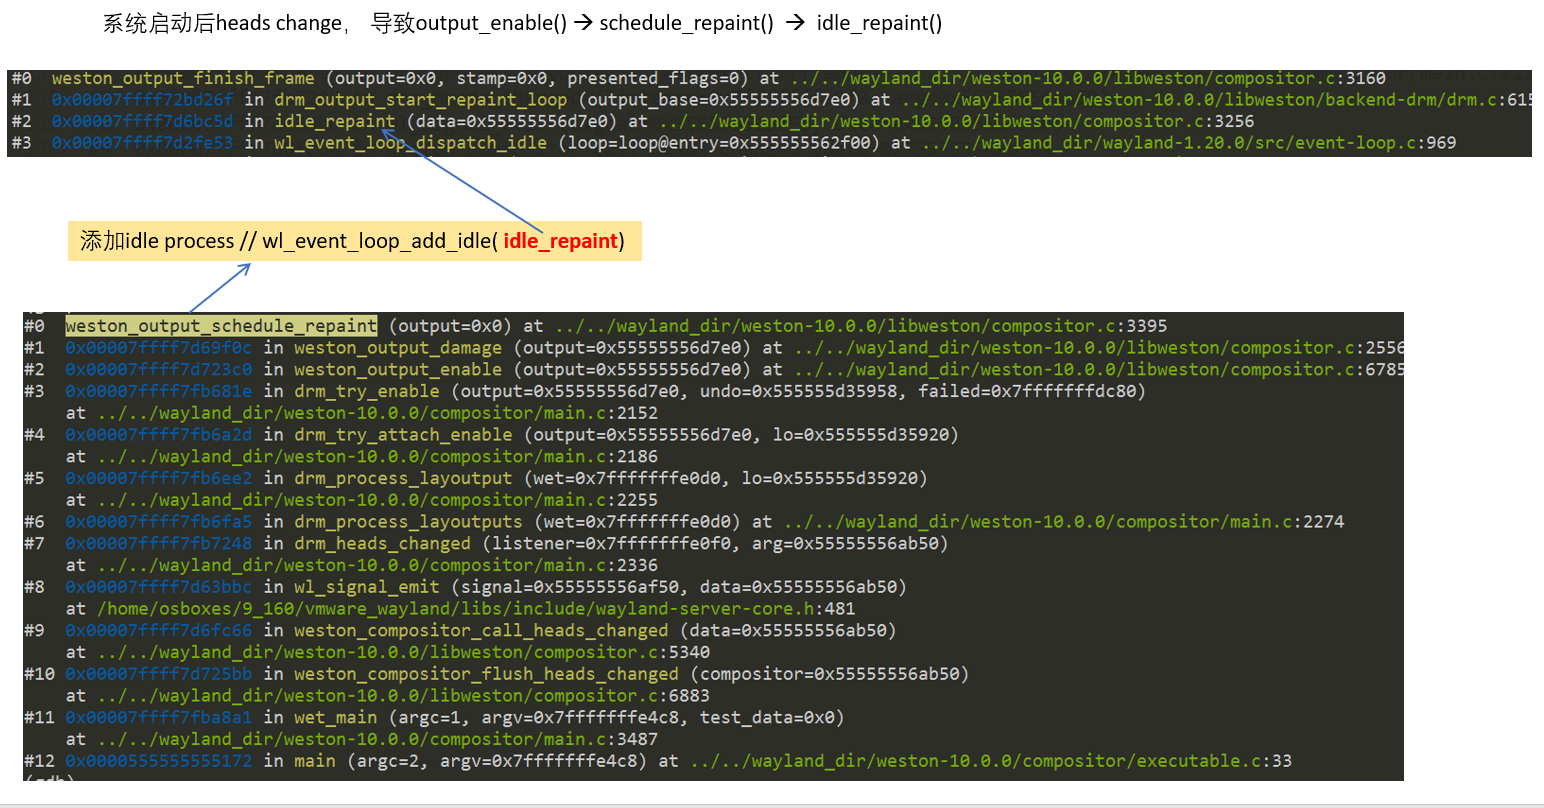 系统启动后heads change, 导致output_enable() → schedule_repaint() → idle_repaint()
#0 weston_output_finish_frame (output=0x0, stamp=0x0, presented_flags=0) at ../../wayland_dir/weston-10.0.0/libweston/compositor.c:3160
#1 0x00007ffff72bd26f in drm_output_start_repaint_loop (output_base=0x55555556d7e0) at ../../wayland_dir/weston-10.0.0/libweston/backend-drm/drm.c:615
#2 0x00007ffff7d6bc5d in idle_repaint (data=0x55555556d7e0) at ../../wayland_dir/weston-10.0.0/libweston/compositor.c:3256
#3 0x00007ffff7d2fe53 in wl_event_loop_dispatch_idle (loop=loop@entry=0x555555562f00) at ../../wayland_dir/wayland-1.20.0/src/event-loop.c:969
添加idle process // wl_event_loop_add_idle( idle_repaint)
#0 weston_output_schedule_repaint (output=0x0) at ../../wayland_dir/weston-10.0.0/libweston/compositor.c:3395
#1 0x00007ffff7d69f0c in weston_output_damage (output=0x55555556d7e0) at ../../wayland_dir/weston-10.0.0/libweston/compositor.c:2556
#2 0x00007ffff7d723c0 in weston_output_enable (output=0x55555556d7e0) at ../../wayland_dir/weston-10.0.0/libweston/compositor.c:6785
#3 0x00007ffff7fb681e in drm_try_enable (output=0x55555556d7e0, undo=0x555555d35958, failed=0x7fffffffdc80)
at ../../wayland_dir/weston-10.0.0/compositor/main.c:2152
#4 0x00007ffff7fb6a2d in drm_try_attach_enable (output=0x55555556d7e0, lo=0x555555d35920)
at ../../wayland_dir/weston-10.0.0/compositor/main.c:2186
#5 0x00007ffff7fb6ee2 in drm_process_layoutput (wet=0x7fffffffe0d0, lo=0x555555d35920)
at ../../wayland_dir/weston-10.0.0/compositor/main.c:2255
#6 0x00007ffff7fb6fa5 in drm_process_layoutputs (wet=0x7fffffffe0d0) at ../../wayland_dir/weston-10.0.0/compositor/main.c:2274
#7 0x00007ffff7fb7248 in drm_heads_changed (listener=0x7fffffffe0f0, arg=0x55555556ab50)
at ../../wayland_dir/weston-10.0.0/compositor/main.c:2336
#8 0x00007ffff7d63bbc in wl_signal_emit (signal=0x55555556af50, data=0x55555556ab50)
at /home/osboxes/9_160/vmware_wayland/libs/include/wayland-server-core.h:481
#9 0x00007ffff7d6fc66 in weston_compositor_call_heads_changed (data=0x55555556ab50)
at ../../wayland_dir/weston-10.0.0/libweston/compositor.c:5340
#10 0x00007ffff7d725bb in weston_compositor_flush_heads_changed (compositor=0x55555556ab50)
at ../../wayland_dir/weston-10.0.0/libweston/compositor.c:6883
#11 0x00007ffff7fba8a1 in wet_main (argc=1, argv=0x7fffffffe4c8, test_data=0x0)
at ../../wayland_dir/weston-10.0.0/compositor/main.c:3487
#12 0x0000555555555172 in main (argc=2, argv=0x7fffffffe4c8) at ../../wayland_dir/weston-10.0.0/compositor/executable.c:33